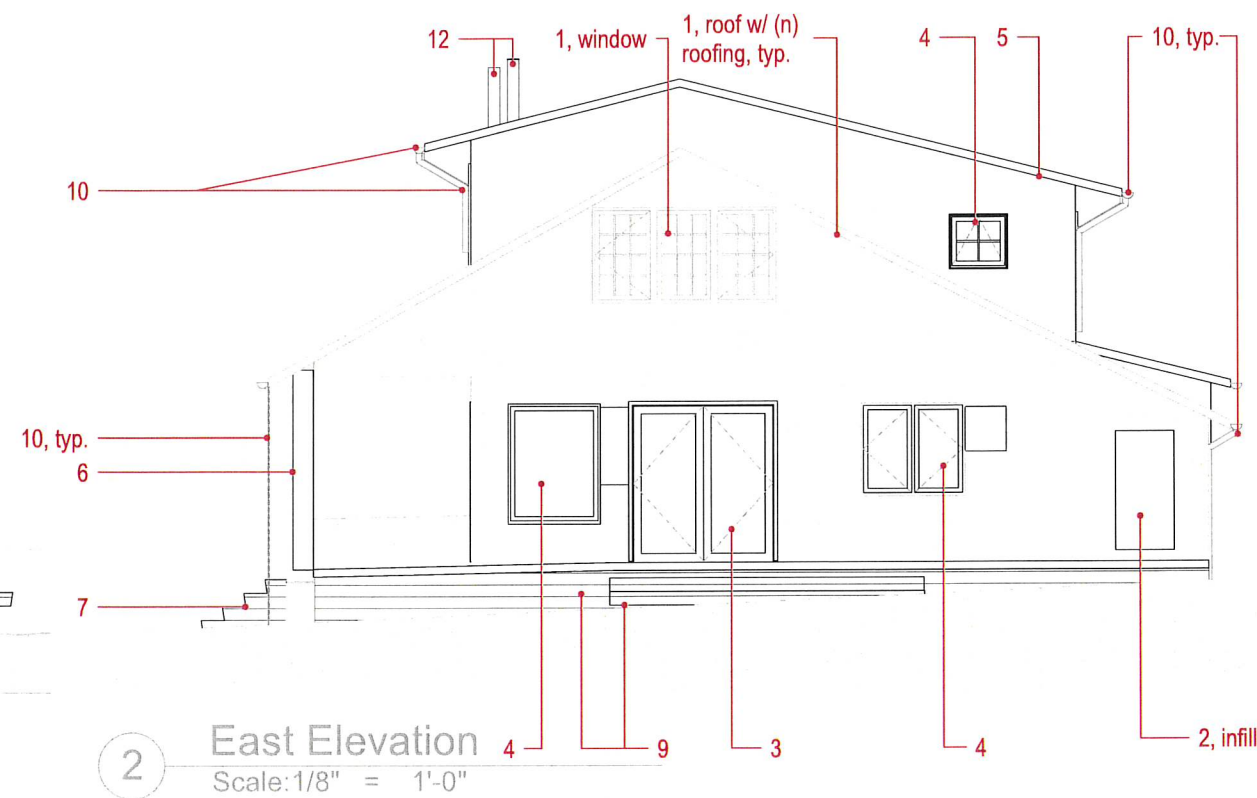 12
1, window
1, roof w/ (n)
roofing, typ.
4
5
10, typ.
10
10, typ.
6
7
4
9
3
4
2, infill
2
East Elevation
Scale:1/8" = 1'-0"